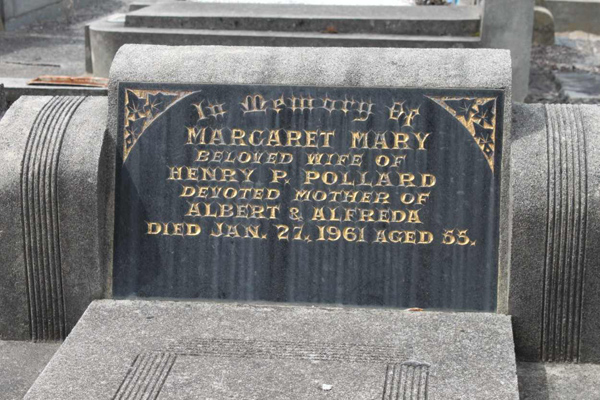 In Memory of
MARGARET MARY
BELOVED WIFE OF
HENRY P. POLLARD
DEVOTED MOTHER OF
ALBERT & ALFREDA
DIED JAN. 27, 1961 AGED 55.